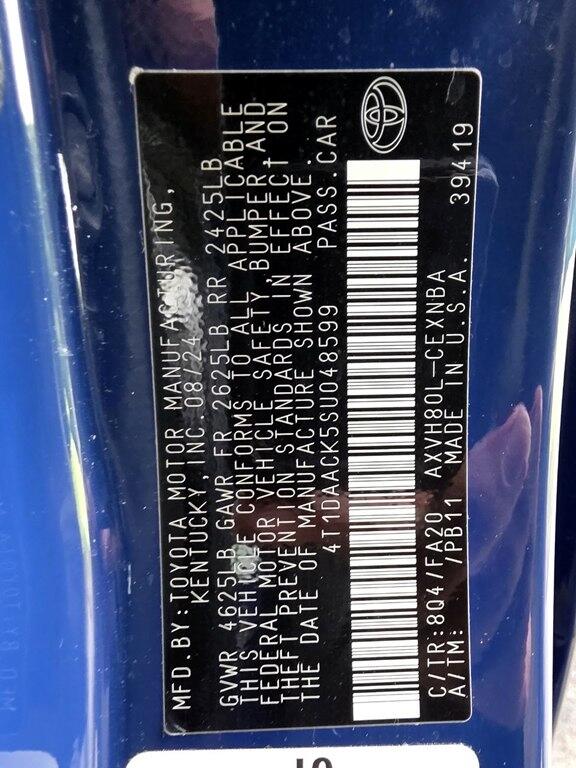 MFD.BY:TOYOTA MOTOR MANUFACTURING,
KENTUCKY, INC. 08/24
GVWR 4625LB GAWR FR 2625LB RR 2425LB
THIS VEHICLE CONFORMS TO ALL APPLICABLE
FEDERAL MOTOR VEHICLE SAFETY, BUMPER, AND
THEFT PREVENTION STANDARDS IN EFFECT ON
THE DATE OF MANUFACTURE SHOWN ABOVE.
4T1DAACK5SU048599 PASS.CAR
C/TR:8Q4/FA20 AXVH80L-CEXNBA
A/TM: /PB11 MADE IN U.S.A. 39419